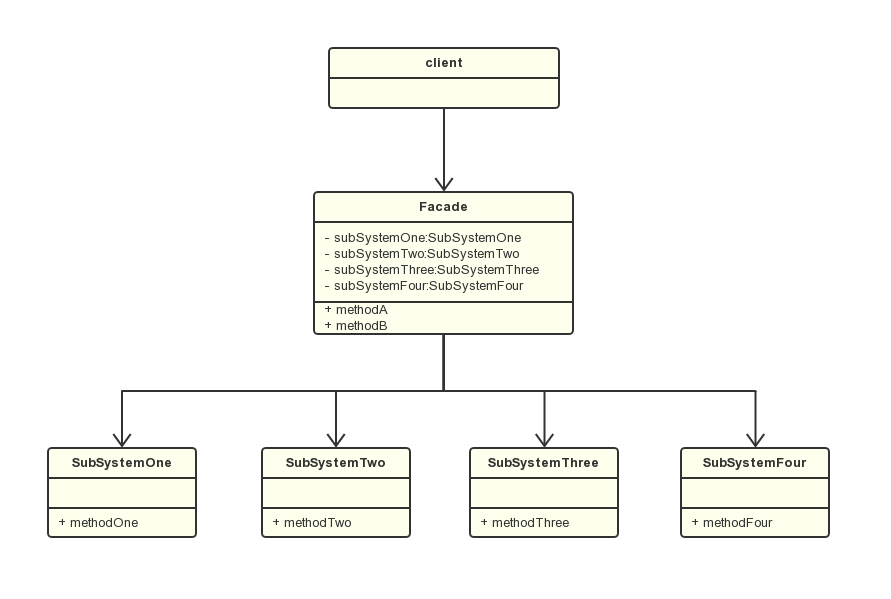 client
Facade
- subSystemOne:SubSystemOne
- subSystemTwo:SubSystemTwo
- subSystemThree:SubSystemThree
- subSystemFour:SubSystemFour
+ methodA
+ methodB
SubSystemOne
+ methodOne
SubSystemTwo
+ methodTwo
SubSystemThree
+ methodThree
SubSystemFour
+ methodFour